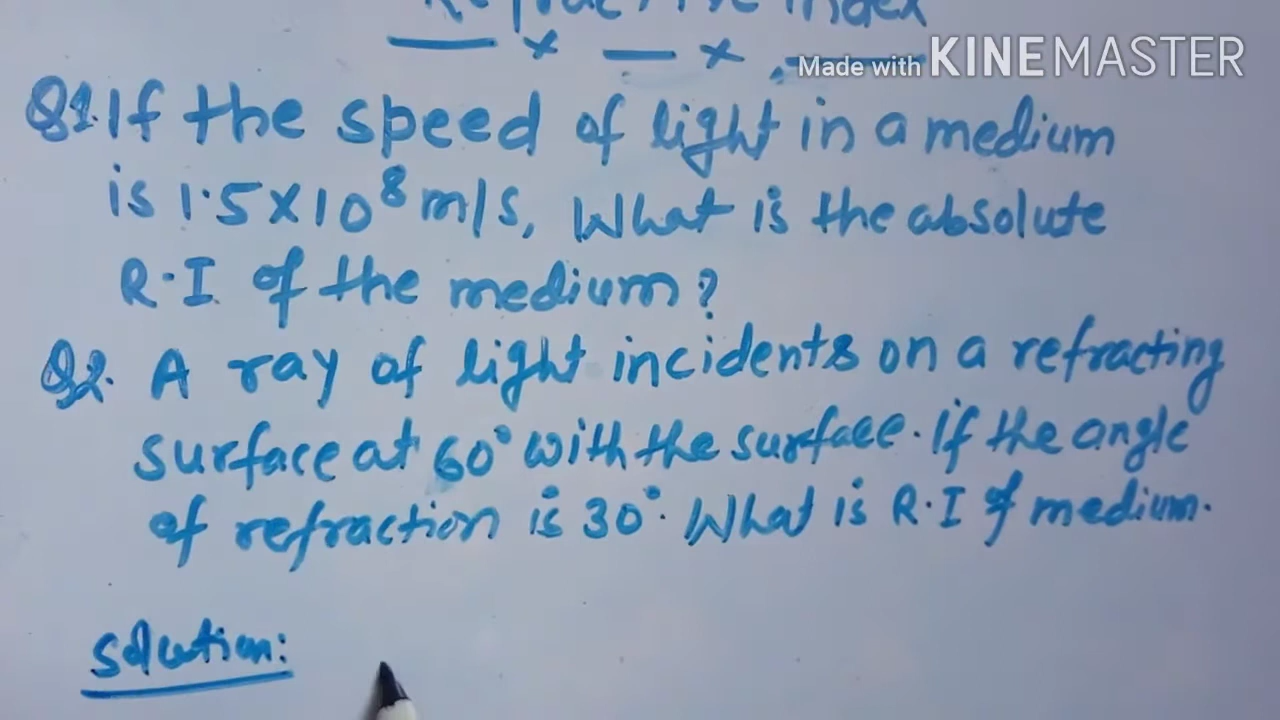 Refractive Index
Made with KINEMASTER
Q1. If the speed of light in a medium
is 1.5×10⁸ m/s, What is the absolute
R.I of the medium?
Q2. A ray of light incidents on a refracting
surface at 60° with the surface. If the angle
of refraction is 30°. What is R.I of medium.
Solution: